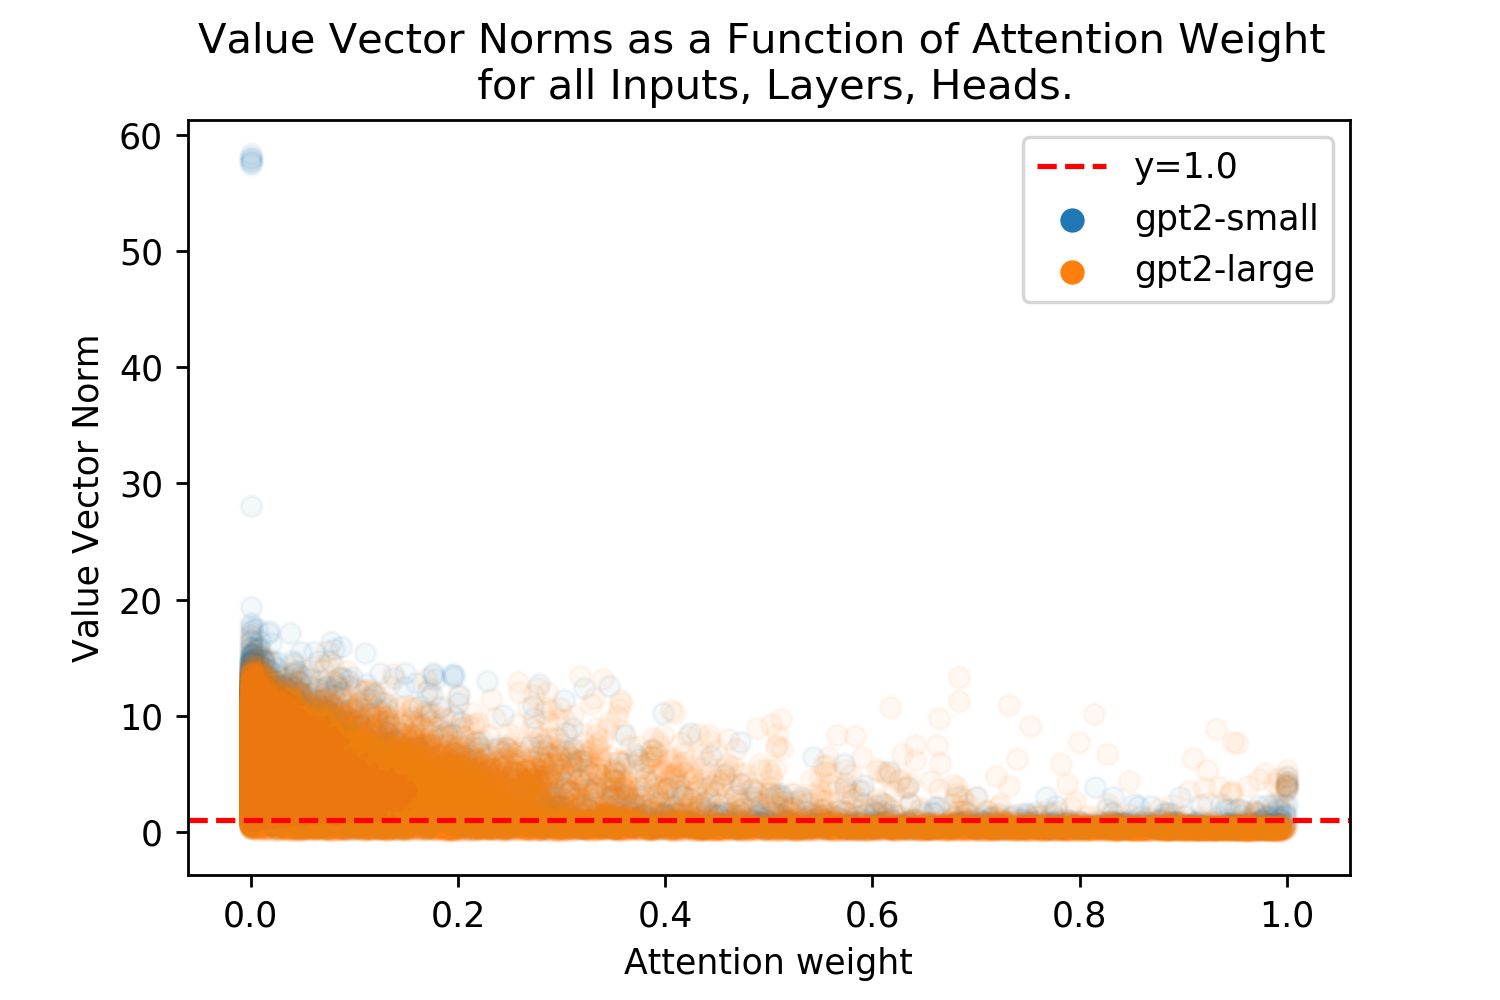 Value Vector Norms as a Function of Attention Weight
for all Inputs, Layers, Heads.
60
50
40
30
20
10
0
Value Vector Norm
y=1.0
gpt2-small
gpt2-large
0.0 0.2 0.4 0.6 0.8 1.0
Attention weight